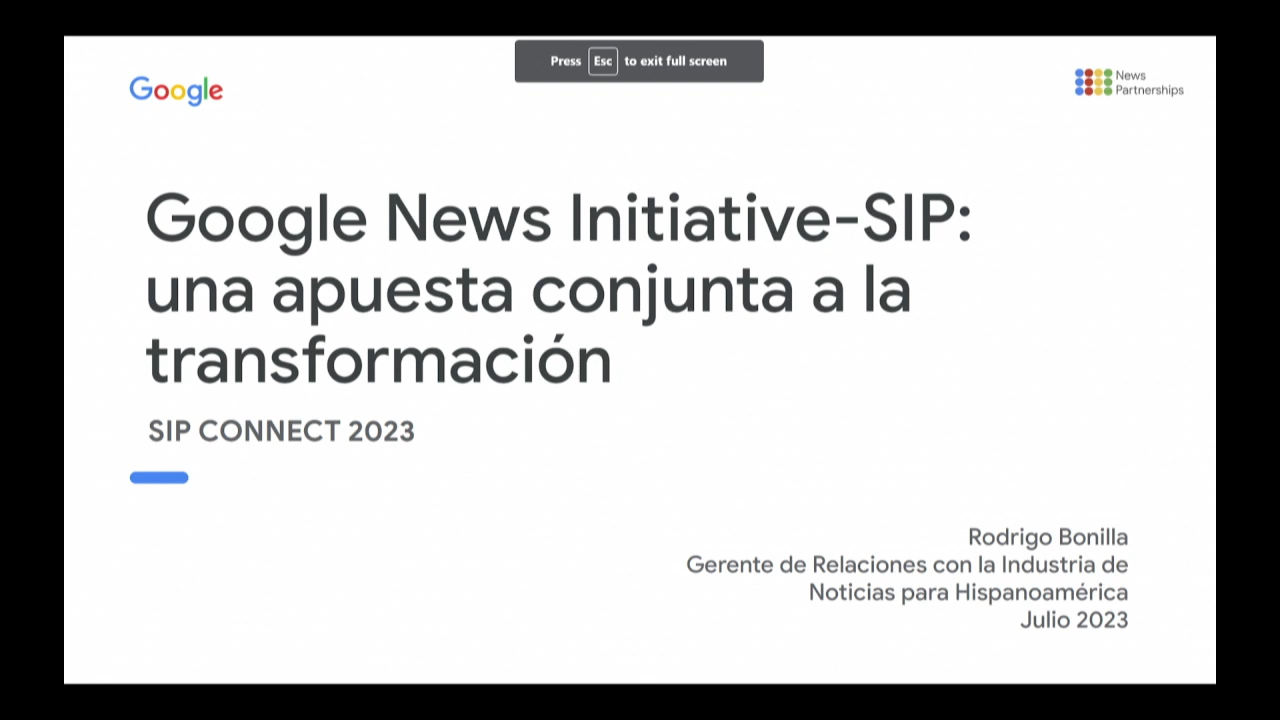 Press Esc to exit full screen
Google
News
Partnerships
Google News Initiative-SIP:
una apuesta conjunta a la
transformación
SIP CONNECT 2023
Rodrigo Bonilla
Gerente de Relaciones con la Industria de
Noticias para Hispanoamérica
Julio 2023